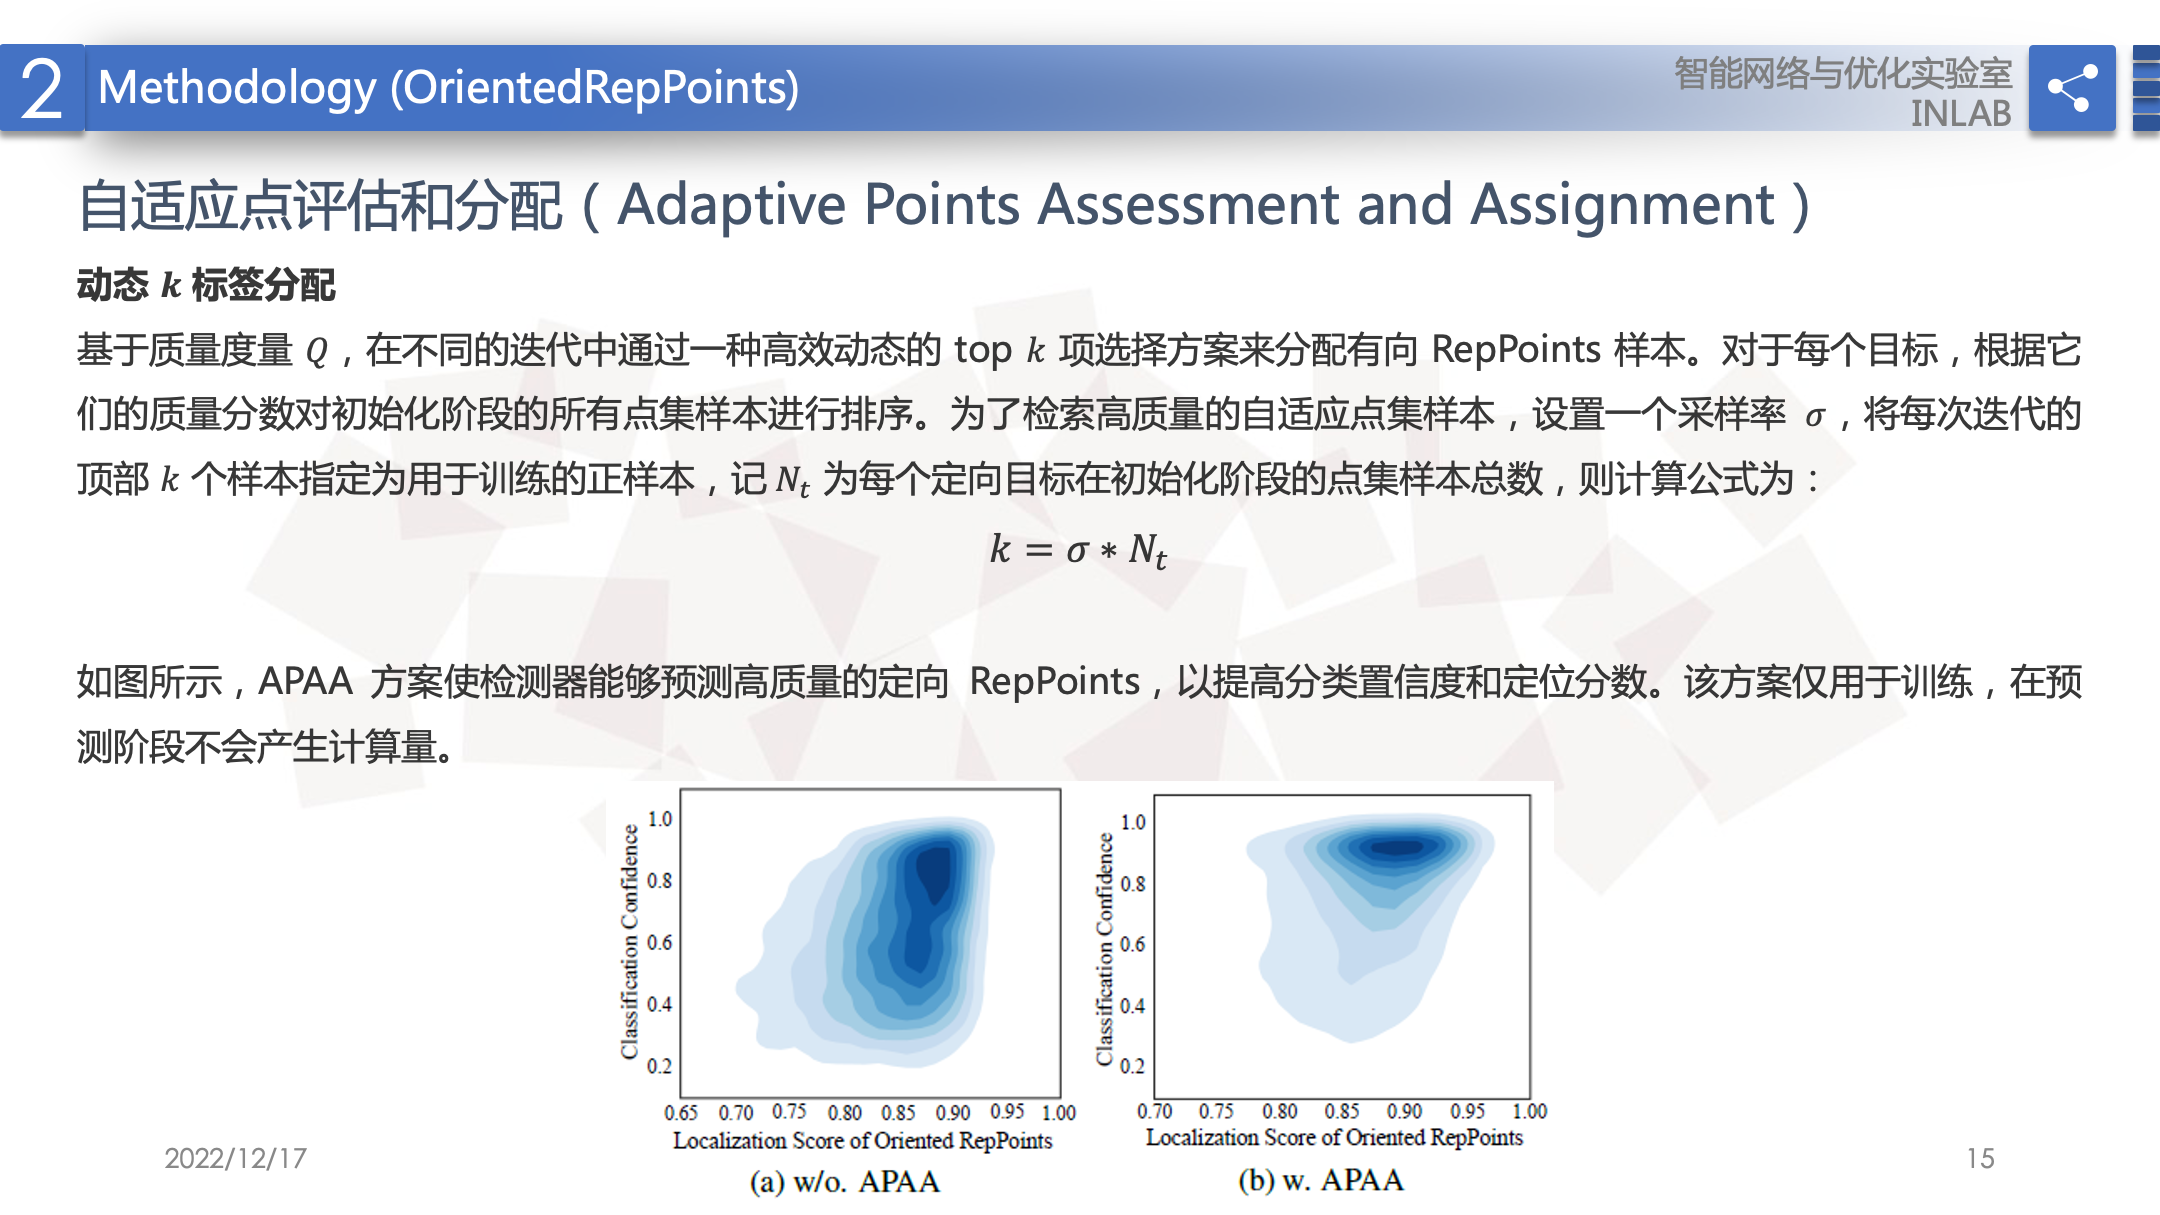 2
Methodology (OrientedRepPoints)
智能网络与优化实验室
INLAB
自适应点评估和分配（Adaptive Points Assessment and Assignment）
动态 k 标签分配
基于质量度量 Q，在不同的迭代中通过一种高效动态的 top k 项选择方案来分配有向 RepPoints 样本。对于每个目标，根据它
们的质量分数对初始化阶段的所有点集样本进行排序。为了检索高质量的自适应点集样本，设置一个采样率 σ，将每次迭代的
顶部 k 个样本指定为用于训练的正样本，记 N_t 为每个定向目标在初始化阶段的点集样本总数，则计算公式为：
k = σ ∗ N_t
如图所示，APAA 方案使检测器能够预测高质量的定向 RepPoints，以提高分类置信度和定位分数。该方案仅用于训练，在预
测阶段不会产生计算量。
Classification Confidence
1.0
0.8
0.6
0.4
0.2
0.65 0.70 0.75 0.80 0.85 0.90 0.95 1.00
Localization Score of Oriented RepPoints
(a) w/o. APAA
Classification Confidence
1.0
0.8
0.6
0.4
0.2
0.70 0.75 0.80 0.85 0.90 0.95 1.00
Localization Score of Oriented RepPoints
(b) w. APAA
2022/12/17
15